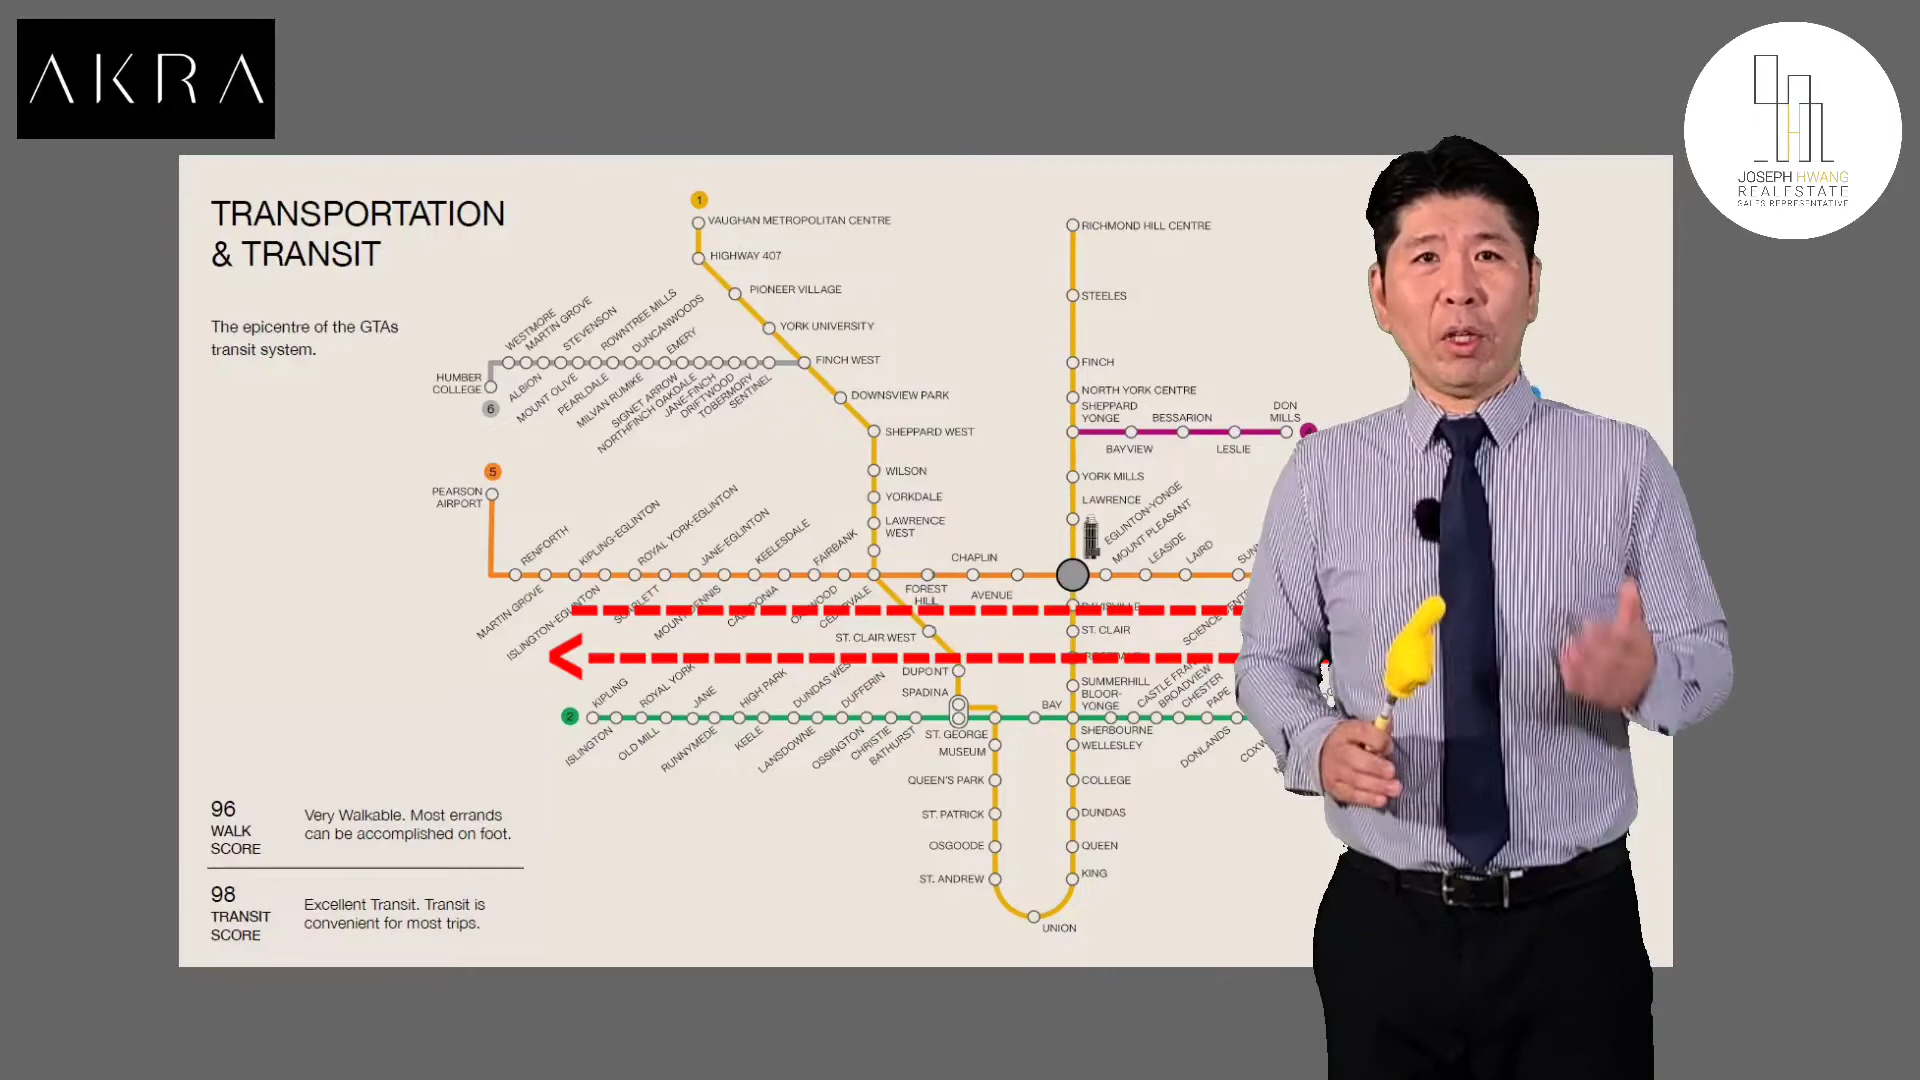 AKRA
JOSEPH HWANG
REAL ESTATE
SALES REPRESENTATIVE
TRANSPORTATION
& TRANSIT
The epicentre of the GTAs
transit system.
1
VAUGHAN METROPOLITAN CENTRE
HIGHWAY 407
PIONEER VILLAGE
YORK UNIVERSITY
FINCH WEST
DOWNSVIEW PARK
SHEPPARD WEST
WILSON
YORKDALE
LAWRENCE
WEST
WESTMORE
MARTIN GROVE
STEVENSON
ROWNTREE MILLS
DUNCANWOODS
EMERY
HUMBER
COLLEGE
6
ALBION
MOUNT OLIVE
PEARLDALE
MILVAN RUMIKE
SIGNET ARROW
NORTHFINCH OAKDALE
JANE-FINCH
DRIFTWOOD
TOBERMORY
SENTINEL
RICHMOND HILL CENTRE
STEELES
FINCH
NORTH YORK CENTRE
SHEPPARD
YONGE
BESSARION
DON
MILLS
BAYVIEW
LESLIE
YORK MILLS
LAWRENCE
EGLINTON-YONGE
MOUNT PLEASANT
LEASIDE
LAIRD
5
PEARSON
AIRPORT
RENFORTH
KIPLING-EGLINTON
ROYAL YORK-EGLINTON
JANE-EGLINTON
KEELESDALE
FAIRBANK
CHAPLIN
MARTIN GROVE
ISLINGTON-EGLINTON
FOREST
HILL
AVENUE
ST. CLAIR WEST
ST. CLAIR
DUPONT
SPADINA
SUMMERHILL
BLOOR-
YONGE
2
KIPLING
ROYAL YORK
JANE
HIGH PARK
DUNDAS WES
DUFFERIN
BAY
BROADVIEW
CHESTER
PAPE
ISLINGTON
OLD MILL
RUNNYMEDE
KEELE
LANSDOWNE
OSSINGTON
CHRISTIE
BATHURST
ST. GEORGE
SHERBOURNE
DONLANDS
MUSEUM
WELLESLEY
QUEEN'S PARK
COLLEGE
ST. PATRICK
DUNDAS
OSGOODE
QUEEN
ST. ANDREW
KING
UNION
96
WALK
SCORE
Very Walkable. Most errands
can be accomplished on foot.
98
TRANSIT
SCORE
Excellent Transit. Transit is
convenient for most trips.